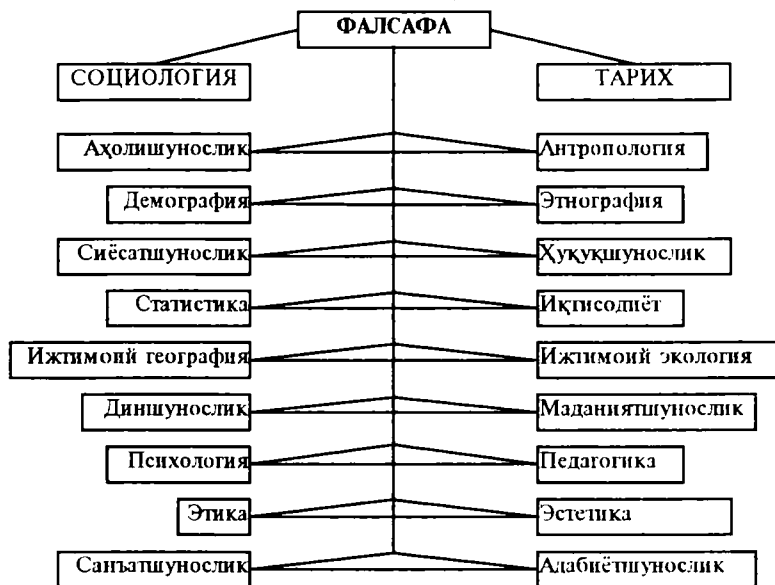 ФАЛСАФА
СОЦИОЛОГИЯ ТАРИХ
Аҳолишунослик Антропология
Демография Этнография
Сиёсатшунослик Ҳуқуқшунослик
Статистика Иқтисодиёт
Ижтимоий география Ижтимоий экология
Диншунослик Маданиятшунослик
Психология Педагогика
Этика Эстетика
Санъатшунослик Адабиётшунослик